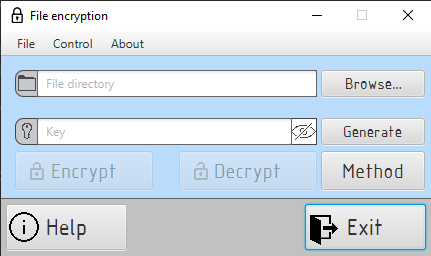 File encryption
File Control About
File directory Browse...
Key Generate
Encrypt Decrypt Method
Help Exit